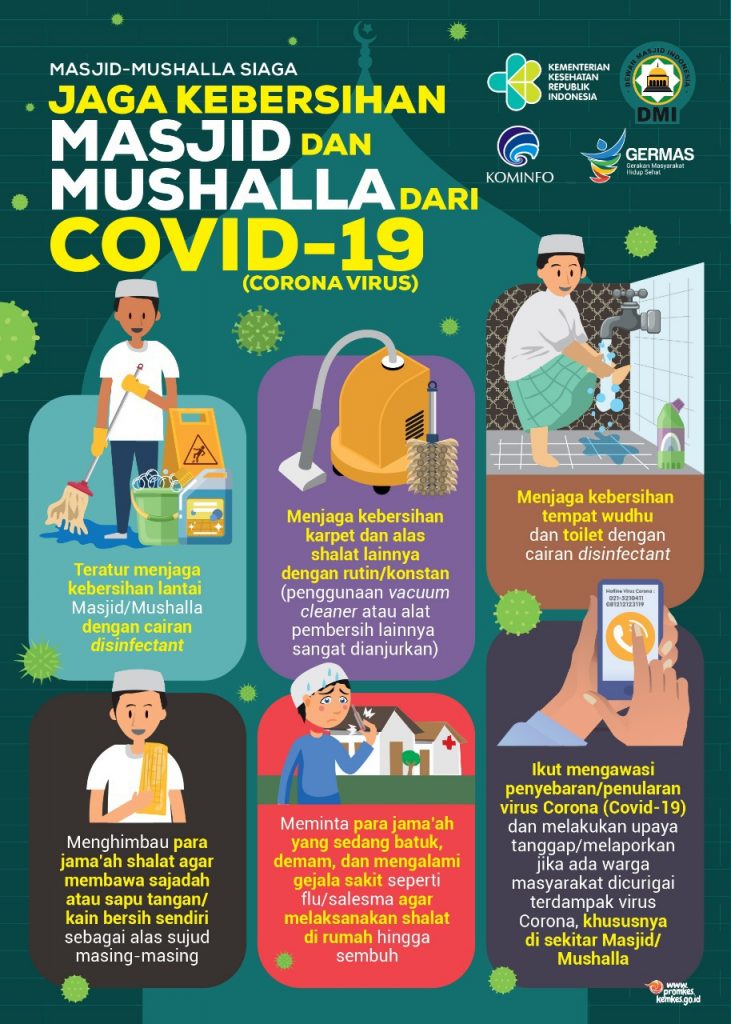 MASJID-MUSHALLA SIAGA
JAGA KEBERSIHAN
MASJID DAN
MUSHALLA DARI
COVID-19
(CORONA VIRUS)
KEMENTERIAN
KESEHATAN
REPUBLIK
INDONESIA
DEWAN MASJID INDONESIA
DMI
KOMINFO
GERMAS
Gerakan Masyarakat
Hidup Sehat
Teratur menjaga
kebersihan lantai
Masjid/Mushalla
dengan cairan
disinfectant
Menjaga kebersihan
karpet dan alas
shalat lainnya
dengan rutin/konstan
(penggunaan vacuum
cleaner atau alat
pembersih lainnya
sangat dianjurkan)
Menjaga kebersihan
tempat wudhu
dan toilet dengan
cairan disinfectant
Menghimbau para
jama'ah shalat agar
membawa sajadah
atau sapu tangan/
kain bersih sendiri
sebagai alas sujud
masing-masing
Meminta para jama'ah
yang sedang batuk,
demam, dan mengalami
gejala sakit seperti
flu/salesma agar
melaksanakan shalat
di rumah hingga
sembuh
Hotline Virus Corona :
021-5210411
081212123119
Ikut mengawasi
penyebaran/penularan
virus Corona (Covid-19)
dan melakukan upaya
tanggap/melaporkan
jika ada warga
masyarakat dicurigai
terdampak virus
Corona, khususnya
di sekitar Masjid/
Mushalla
www.
promkes.
kemkes.go.id